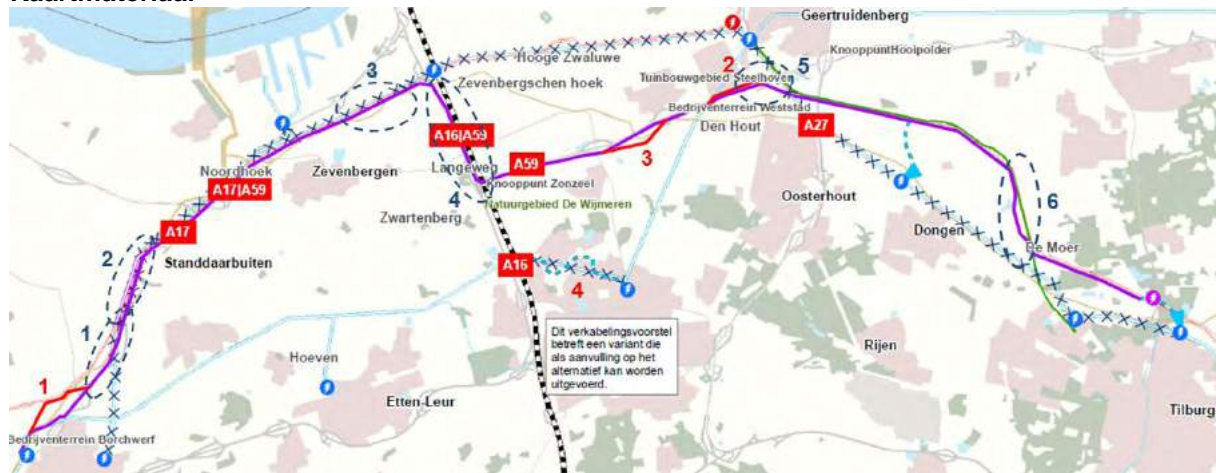 Kaartmateriaal
Geertruidenberg
KnooppuntHooipolder
Hooge Zwaluwe
2
5
3
Zevenbergschen hoek
Tuinbouwgebied Steelhoven
Bedrijventerrein Weststad
A16|A59
Den Hout
A27
Noordhoek
Zevenbergen
Langeweg
A59
3
A17|A59
Knooppunt Zonzeel
4
Natuurgebied De Wijmeren
Oosterhout
6
Zwartenberg
Dongen
A17
De Moer
2
Standdaarbuiten
A16
4
1
Dit verkabelingsvoorstel
betreft een variant die
als aanvulling op het
alternatief kan worden
uitgevoerd.
Hoeven
Rijen
1
Etten-Leur
Tilburg
Bedrijventerrein Borchwerf